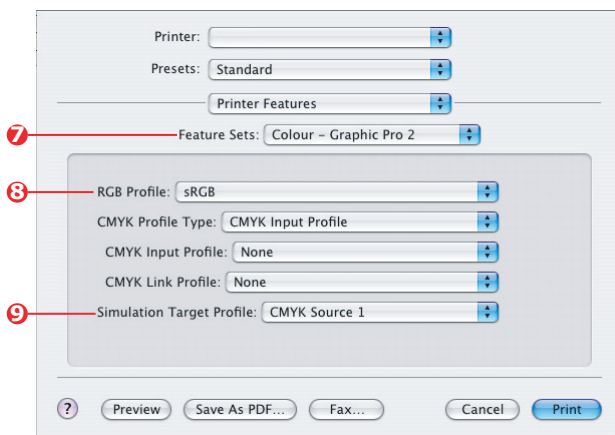 Printer:
Presets: Standard
Printer Features
7 Feature Sets: Colour – Graphic Pro 2
8 RGB Profile: sRGB
CMYK Profile Type: CMYK Input Profile
CMYK Input Profile: None
CMYK Link Profile: None
9 Simulation Target Profile: CMYK Source 1
? Preview Save As PDF... Fax... Cancel Print